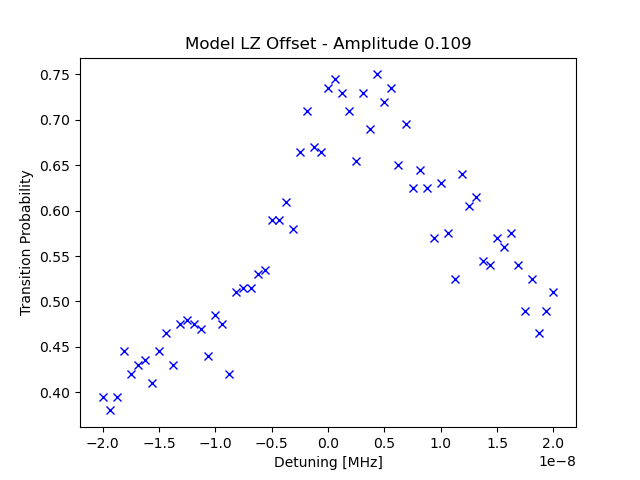 Model LZ Offset - Amplitude 0.109
Transition Probability
0.75
0.70
0.65
0.60
0.55
0.50
0.45
0.40
−2.0 −1.5 −1.0 −0.5 0.0 0.5 1.0 1.5 2.0
Detuning [MHz]
1e−8